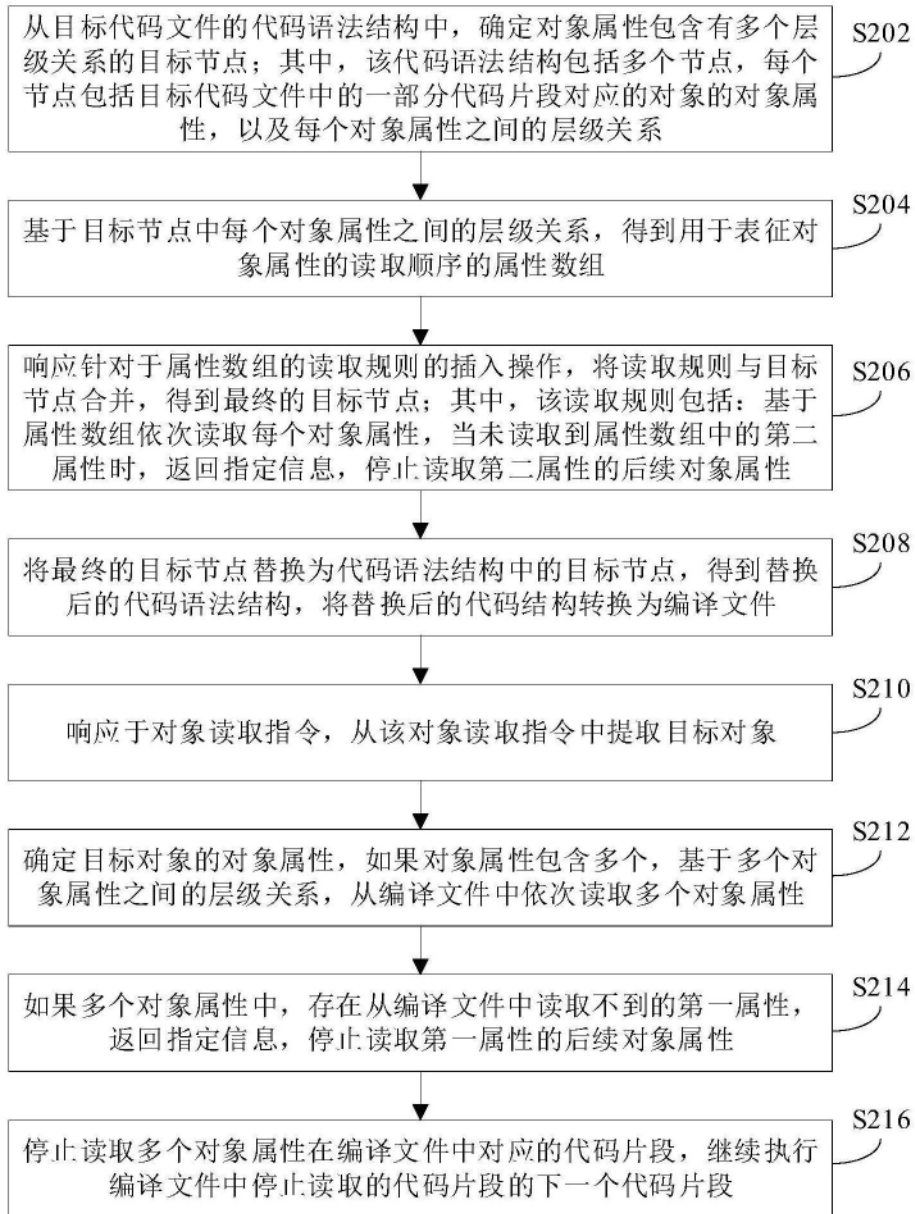 从目标代码文件的代码语法结构中，确定对象属性包含有多个层
级关系的目标节点；其中，该代码语法结构包括多个节点，每个
节点包括目标代码文件中的一部分代码片段对应的对象的对象属
性，以及每个对象属性之间的层级关系
S202
基于目标节点中每个对象属性之间的层级关系，得到用于表征对
象属性的读取顺序的属性数组
S204
响应针对于属性数组的读取规则的插入操作，将读取规则与目标
节点合并，得到最终的目标节点；其中，该读取规则包括：基于
属性数组依次读取每个对象属性，当未读取到属性数组中的第二
属性时，返回指定信息，停止读取第二属性的后续对象属性
S206
将最终的目标节点替换为代码语法结构中的目标节点，得到替换
后的代码语法结构，将替换后的代码结构转换为编译文件
S208
响应于对象读取指令，从该对象读取指令中提取目标对象
S210
确定目标对象的对象属性，如果对象属性包含多个，基于多个对
象属性之间的层级关系，从编译文件中依次读取多个对象属性
S212
如果多个对象属性中，存在从编译文件中读取不到的第一属性，
返回指定信息，停止读取第一属性的后续对象属性
S214
停止读取多个对象属性在编译文件中对应的代码片段，继续执行
编译文件中停止读取的代码片段的下一个代码片段
S216